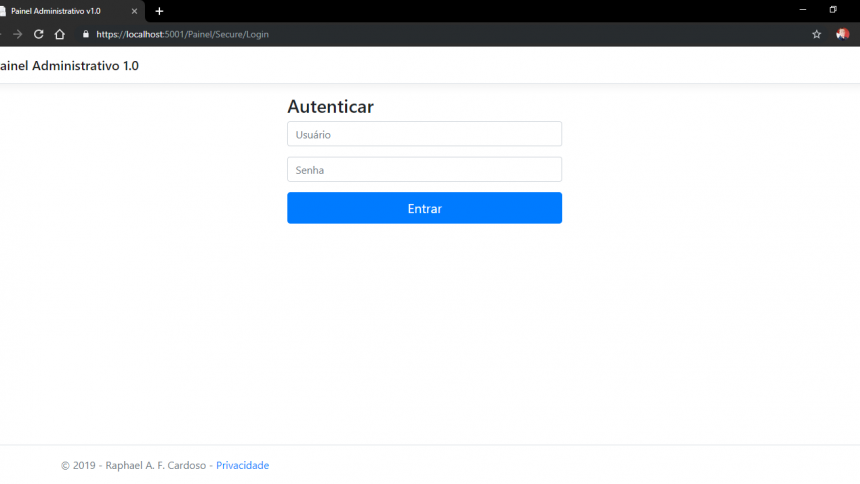 Painel Administrativo v1.0
https://localhost:5001/Painel/Secure/Login
ainel Administrativo 1.0
Autenticar
Usuário
Senha
Entrar
© 2019 - Raphael A. F. Cardoso - Privacidade